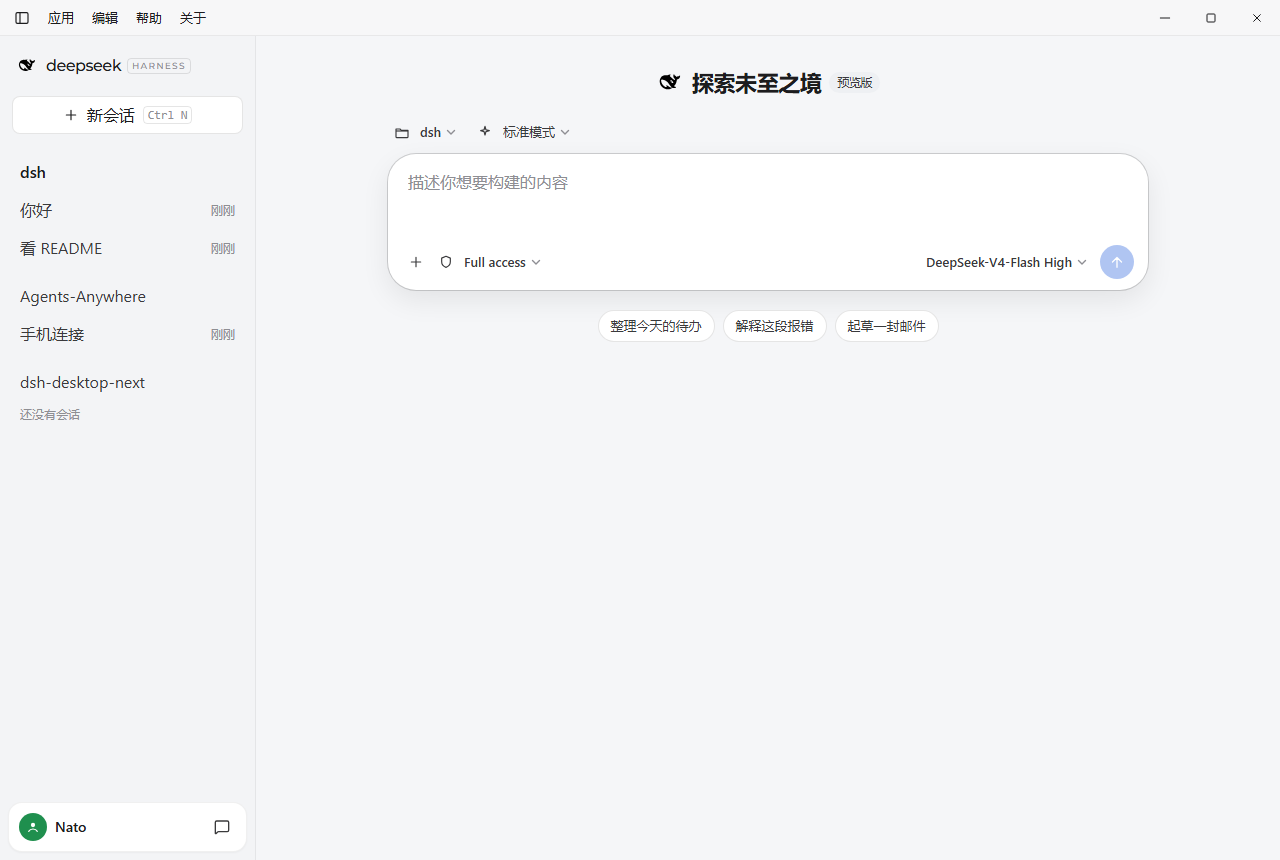 应用 编辑 帮助 关于
deepseek HARNESS
新会话 Ctrl N
dsh
你好 刚刚
看 README 刚刚
Agents-Anywhere
手机连接 刚刚
dsh-desktop-next
还没有会话
Nato
探索未至之境 预览版
dsh 标准模式
描述你想要构建的内容
Full access DeepSeek-V4-Flash High
整理今天的待办 解释这段报错 起草一封邮件